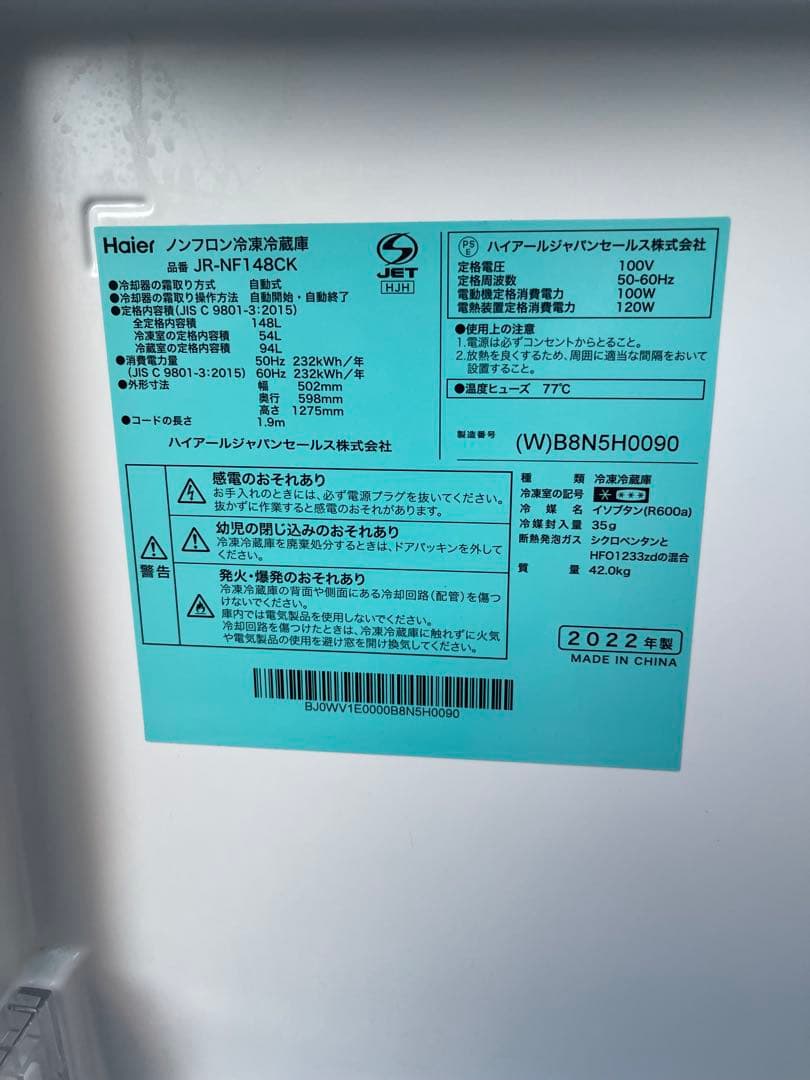 Haier ノンフロン冷凍冷蔵庫
品番 JR-NF148CK
●冷却器の霜取り方式 自動式
●冷却器の霜取り操作方法 自動開始・自動終了
●定格内容積(JIS C 9801-3:2015)
全定格内容積 148L
冷凍室の定格内容積 54L
冷蔵室の定格内容積 94L
●消費電力量 50Hz 232kWh/年
(JIS C 9801-3:2015) 60Hz 232kWh/年
●外形寸法 幅 502mm
奥行 598mm
高さ 1275mm
●コードの長さ 1.9m
ハイアールジャパンセールス株式会社
JET
HJH
PSE ハイアールジャパンセールス株式会社
定格電圧 100V
定格周波数 50-60Hz
電動機定格消費電力 100W
電熱装置定格消費電力 120W
●使用上の注意
1.電源は必ずコンセントからとること。
2.放熱を良くするため、周囲に適当な間隔をおいて
設置すること。
●温度ヒューズ 77℃
製造番号 (W)B8N5H0090
警告
感電のおそれあり
お手入れのときには、必ず電源プラグを抜いてください。
抜かずに作業すると感電のおそれがあります。
幼児の閉じ込みのおそれあり
冷凍冷蔵庫を廃棄処分するときは、ドアパッキンを外して
ください。
発火・爆発のおそれあり
冷凍冷蔵庫の背面や側面にある冷却回路(配管)を傷つ
けないでください。
庫内では電気製品を使用しないでください。
冷却回路を傷つけたときは、冷凍冷蔵庫に触れずに火気
や電気製品の使用を避け窓を開け換気してください。
種類 冷凍冷蔵庫
冷凍室の記号
冷媒名 イソブタン(R600a)
冷媒封入量 35g
断熱発泡ガス シクロペンタンと
HFO1233zdの混合
質量 42.0kg
2022年製
MADE IN CHINA
BJ0WV1E0000B8N5H0090